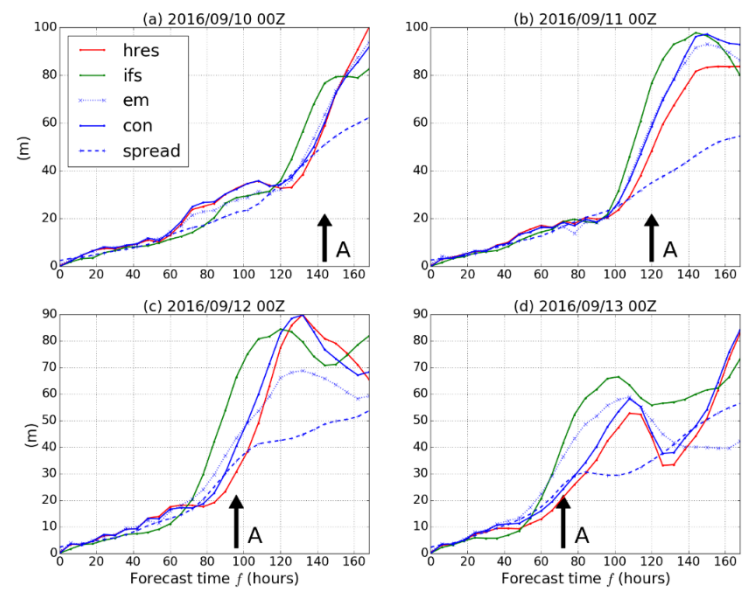 (a) 2016/09/10 00Z
(b) 2016/09/11 00Z
100
80
60
40
20
0
(m)
hres
ifs
em
con
spread
A
0 20 40 60 80 100 120 140 160
100
80
60
40
20
0
A
0 20 40 60 80 100 120 140 160
(c) 2016/09/12 00Z
(d) 2016/09/13 00Z
90
80
70
60
50
40
30
20
10
0
(m)
A
0 20 40 60 80 100 120 140 160
Forecast time f (hours)
90
80
70
60
50
40
30
20
10
0
A
0 20 40 60 80 100 120 140 160
Forecast time f (hours)